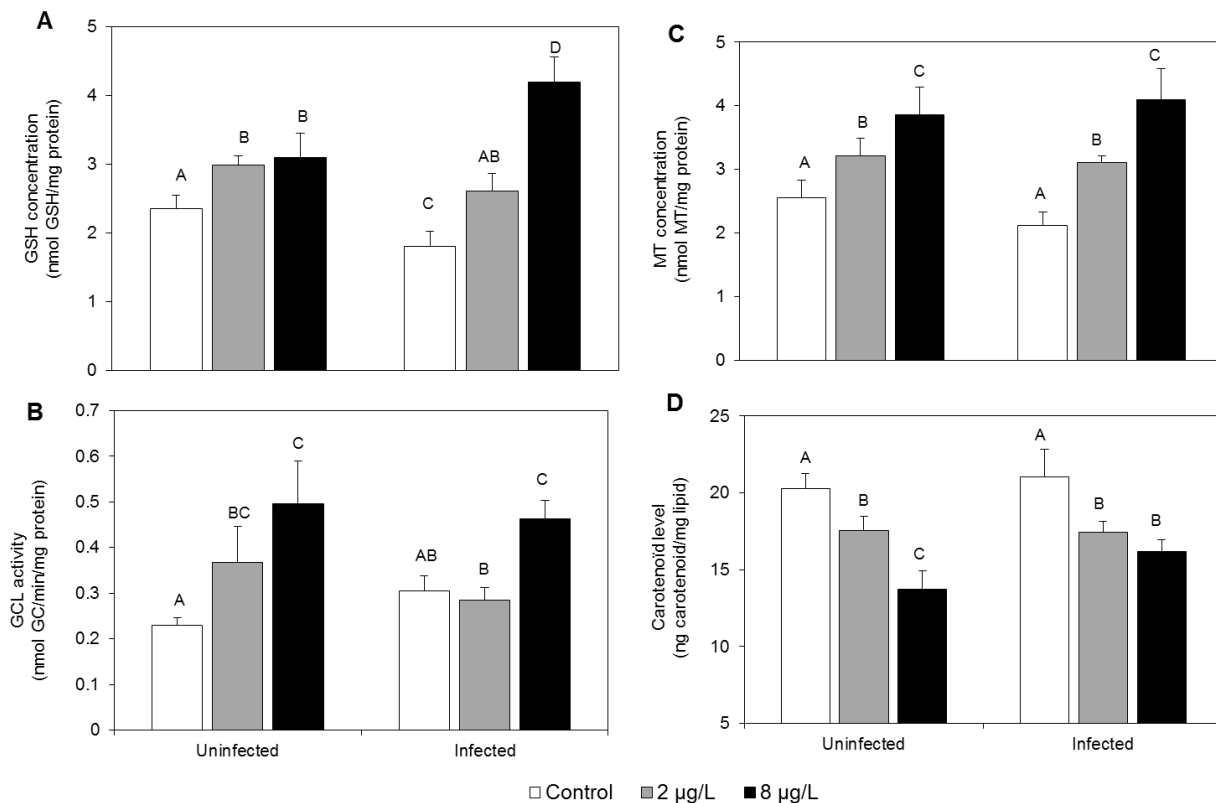 A
GSH concentration
(nmol GSH/mg protein)
5
4
3
2
1
0
A
B
B
C
AB
D
B
GCL activity
(nmol GC/min/mg protein)
0.7
0.6
0.5
0.4
0.3
0.2
0.1
0
A
BC
C
AB
B
C
Uninfected
Infected
C
MT concentration
(nmol MT/mg protein)
5
4
3
2
1
0
A
B
C
A
B
C
D
Carotenoïd level
(ng carotenoid/mg lipid)
25
20
15
10
5
A
B
C
A
B
B
Uninfected
Infected
Control 2 µg/L 8 µg/L